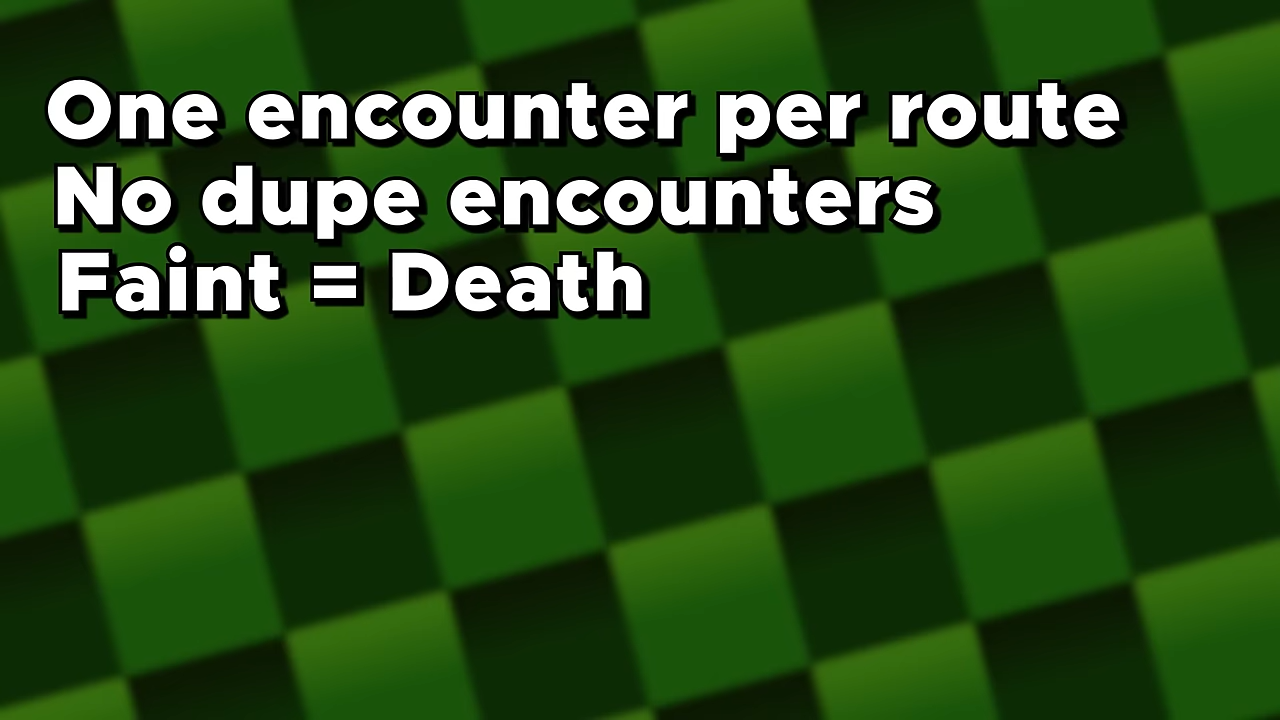 One encounter per route
No dupe encounters
Faint = Death